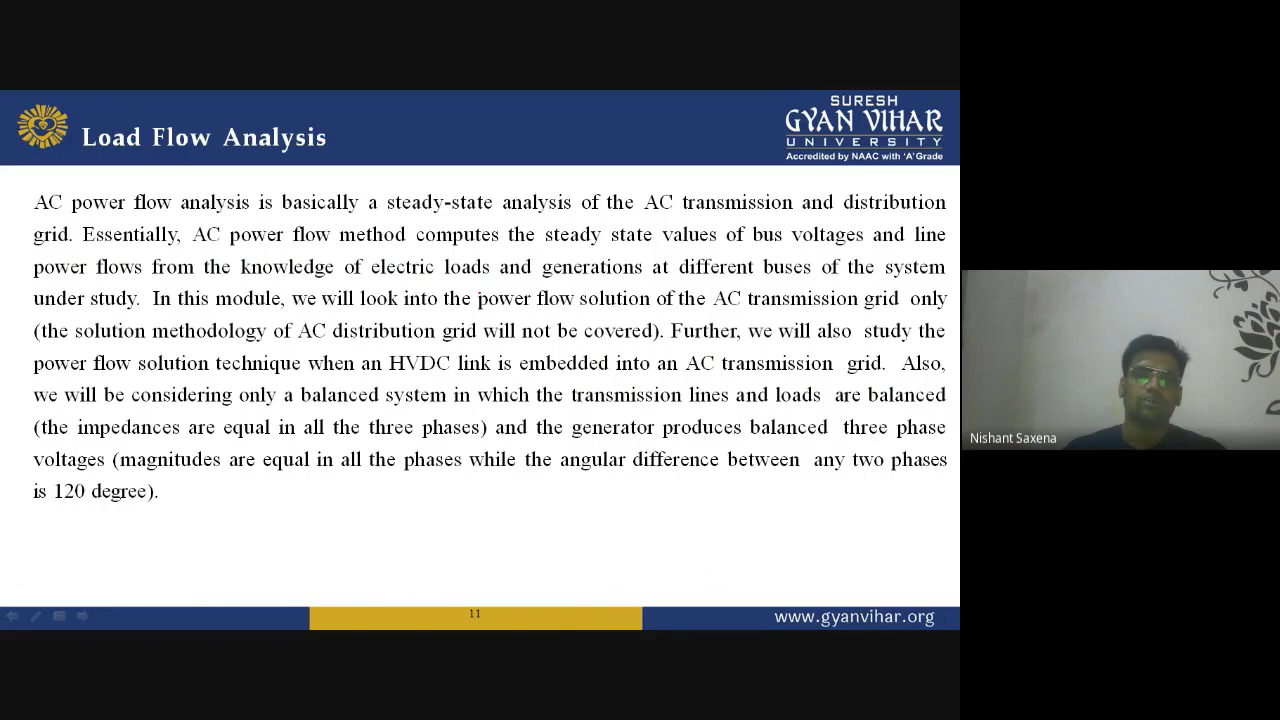 Load Flow Analysis
SURESH
GYAN VIHAR
UNIVERSITY
Accredited by NAAC with 'A' Grade
AC power flow analysis is basically a steady-state analysis of the AC transmission and distribution
grid. Essentially, AC power flow method computes the steady state values of bus voltages and line
power flows from the knowledge of electric loads and generations at different buses of the system
under study. In this module, we will look into the power flow solution of the AC transmission grid only
(the solution methodology of AC distribution grid will not be covered). Further, we will also study the
power flow solution technique when an HVDC link is embedded into an AC transmission grid. Also,
we will be considering only a balanced system in which the transmission lines and loads are balanced
(the impedances are equal in all the three phases) and the generator produces balanced three phase
voltages (magnitudes are equal in all the phases while the angular difference between any two phases
is 120 degree).
Nishant Saxena
11
www.gyanvihar.org